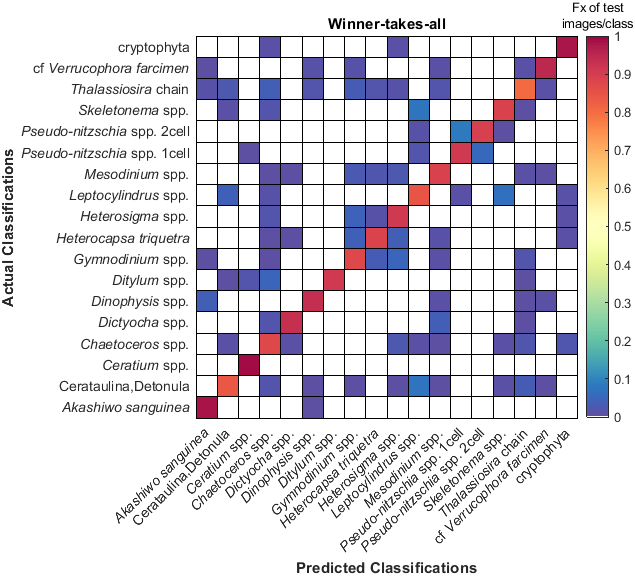 Fx of test
images/class
Winner-takes-all
cryptophyta
cf Verrucophora farcimen
Thalassiosira chain
Skeletonema spp.
Pseudo-nitzschia spp. 2cell
Pseudo-nitzschia spp. 1cell
Mesodinium spp.
Leptocylindrus spp.
Heterosigma spp.
Heterocapsa triquetra
Gymnodinium spp.
Ditylum spp.
Dinophysis spp.
Dictyocha spp.
Chaetoceros spp.
Ceratium spp.
Cerataulina,Detonula
Akashiwo sanguinea
Actual Classifications
1
0.9
0.8
0.7
0.6
0.5
0.4
0.3
0.2
0.1
0
Akashiwo sanguinea
Cerataulina,Detonula
Ceratium spp.
Chaetoceros spp.
Dictyocha spp.
Dinophysis spp.
Ditylum spp.
Gymnodinium spp.
Heterocapsa triquetra
Heterosigma spp.
Leptocylindrus spp.
Mesodinium spp.
Pseudo-nitzschia spp. 1cell
Pseudo-nitzschia spp. 2cell
Skeletonema spp.
Thalassiosira chain
cf Verrucophora farcimen
cryptophyta
Predicted Classifications